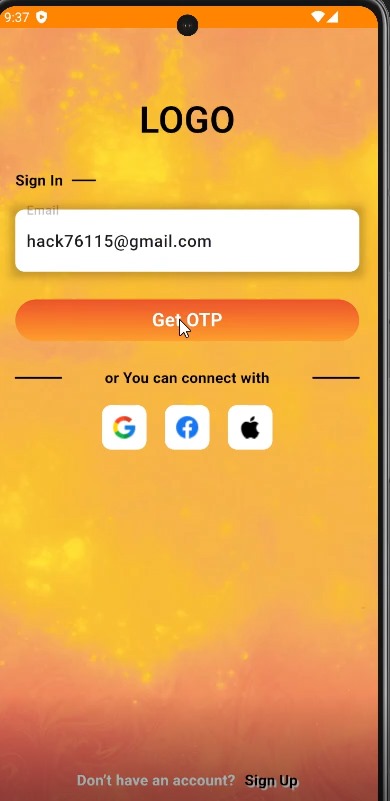 9:37
LOGO
Sign In
Email
hack76115@gmail.com
Get OTP
or You can connect with
Don't have an account? Sign Up